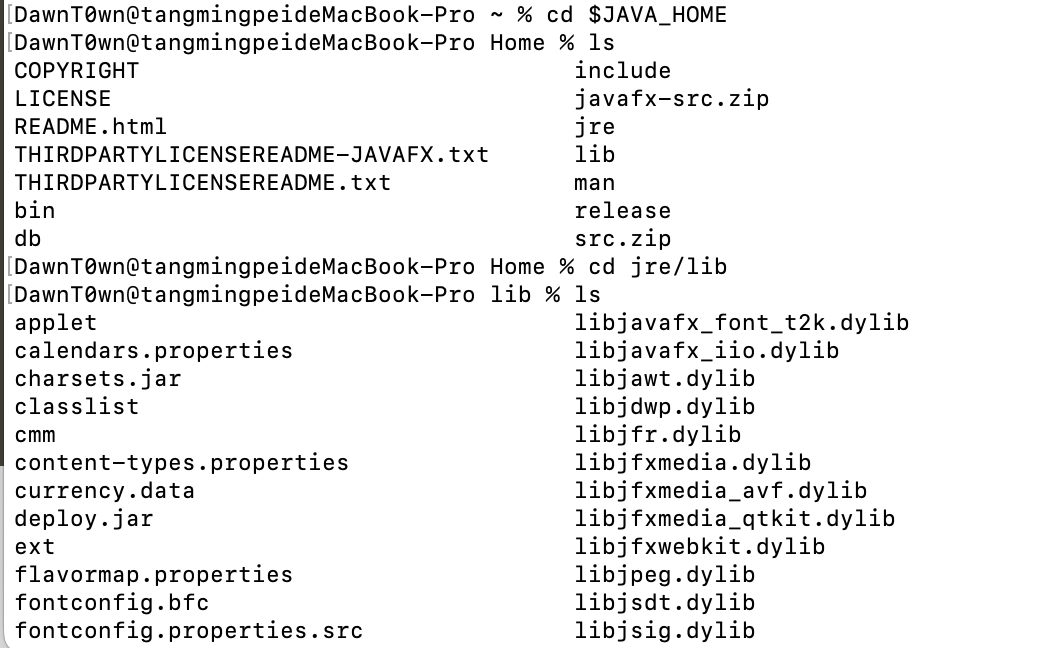 [DawnT0wn@tangmingpeideMacBook-Pro ~ % cd $JAVA_HOME
[DawnT0wn@tangmingpeideMacBook-Pro Home % ls
COPYRIGHT include
LICENSE javafx-src.zip
README.html jre
THIRDPARTYLICENSEREADME-JAVAFX.txt lib
THIRDPARTYLICENSEREADME.txt man
bin release
db src.zip
[DawnT0wn@tangmingpeideMacBook-Pro Home % cd jre/lib
[DawnT0wn@tangmingpeideMacBook-Pro lib % ls
applet libjavafx_font_t2k.dylib
calendars.properties libjavafx_iio.dylib
charsets.jar libjawt.dylib
classlist libjdwp.dylib
cmm libjfr.dylib
content-types.properties libjfxmedia.dylib
currency.data libjfxmedia_avf.dylib
deploy.jar libjfxmedia_qtkit.dylib
ext libjfxwebkit.dylib
flavormap.properties libjpeg.dylib
fontconfig.bfc libjsdt.dylib
fontconfig.properties.src libjsig.dylib